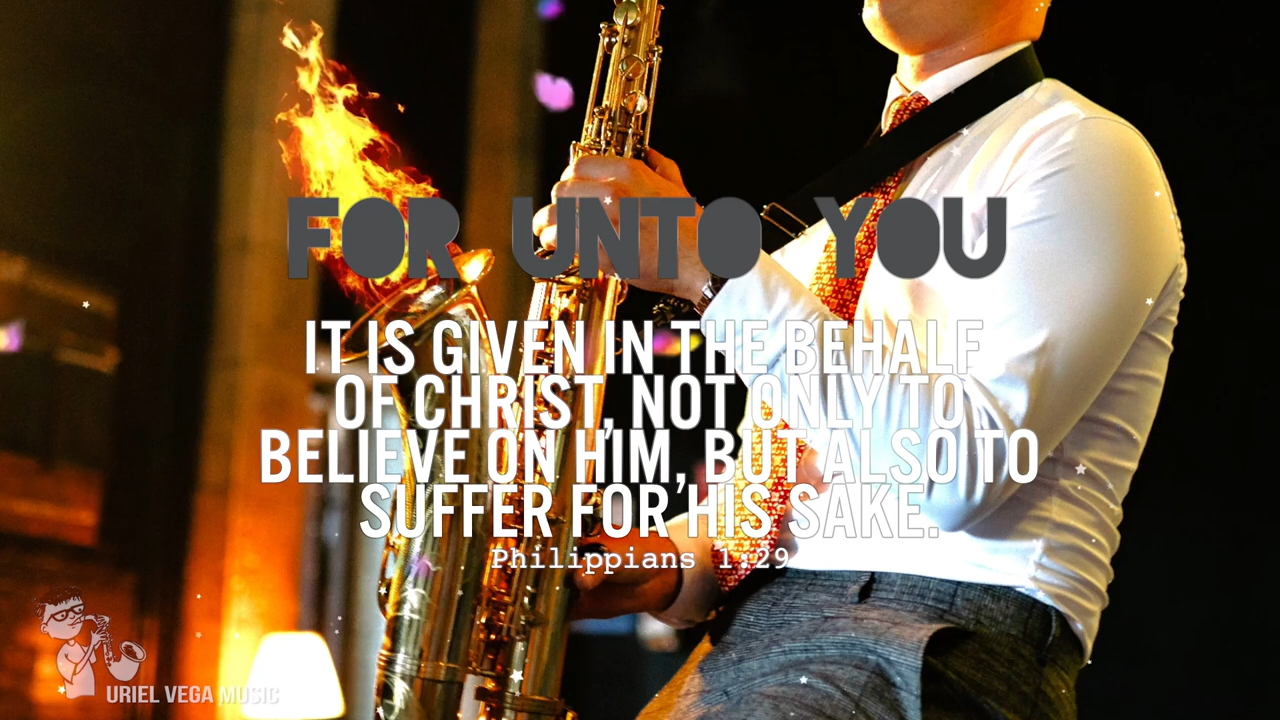 FOR UNTO YOU
IT IS GIVEN IN THE BEHALF
OF CHRIST, NOT ONLY TO
BELIEVE ON HIM, BUT ALSO TO
SUFFER FOR HIS SAKE.
Philippians 1:29
URIEL VEGA MUSIC